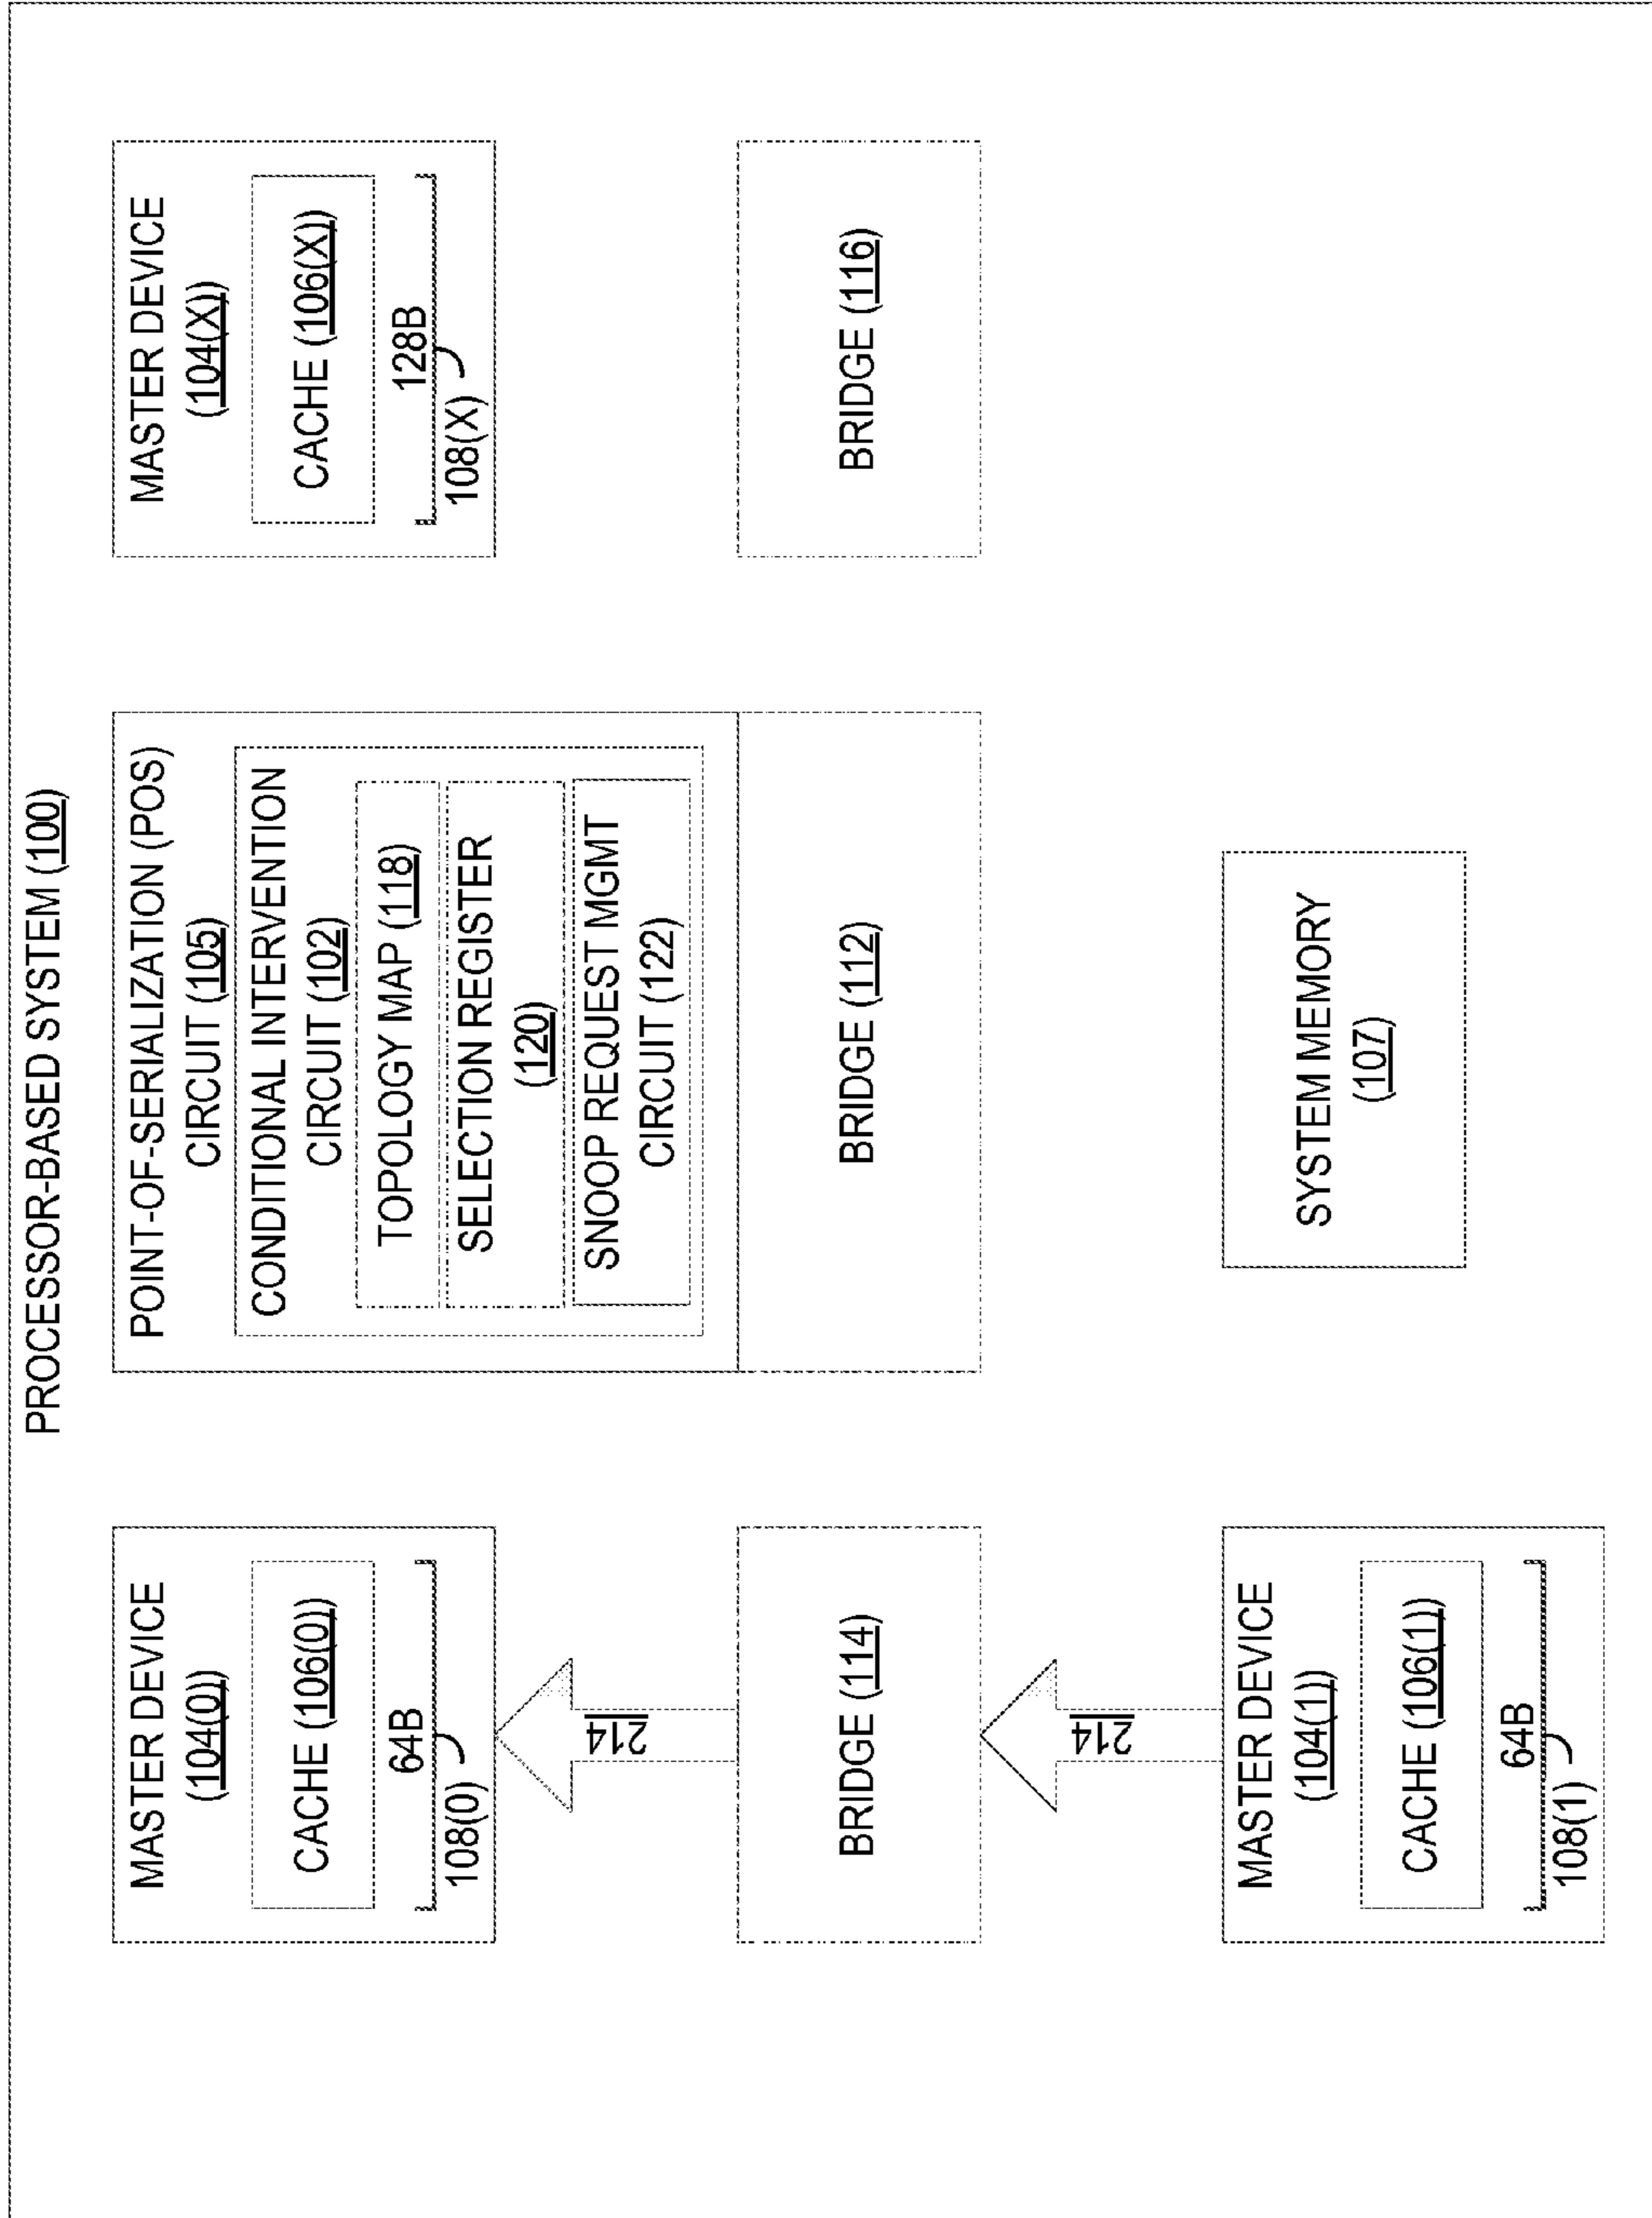 PROCESSOR-BASED SYSTEM (100)
MASTER DEVICE
(104(0))
CACHE (106(0))
64B
108(0)
POINT-OF-SERIALIZATION (POS)
CIRCUIT (105)
CONDITIONAL INTERVENTION
CIRCUIT (102)
TOPOLOGY MAP (118)
SELECTION REGISTER
(120)
SNOOP REQUEST MGMT
CIRCUIT (122)
MASTER DEVICE
(104(X))
CACHE (106(X))
128B
108(X)
214
BRIDGE (114)
BRIDGE (112)
BRIDGE (116)
214
MASTER DEVICE
(104(1))
CACHE (106(1))
64B
108(1)
SYSTEM MEMORY
(107)